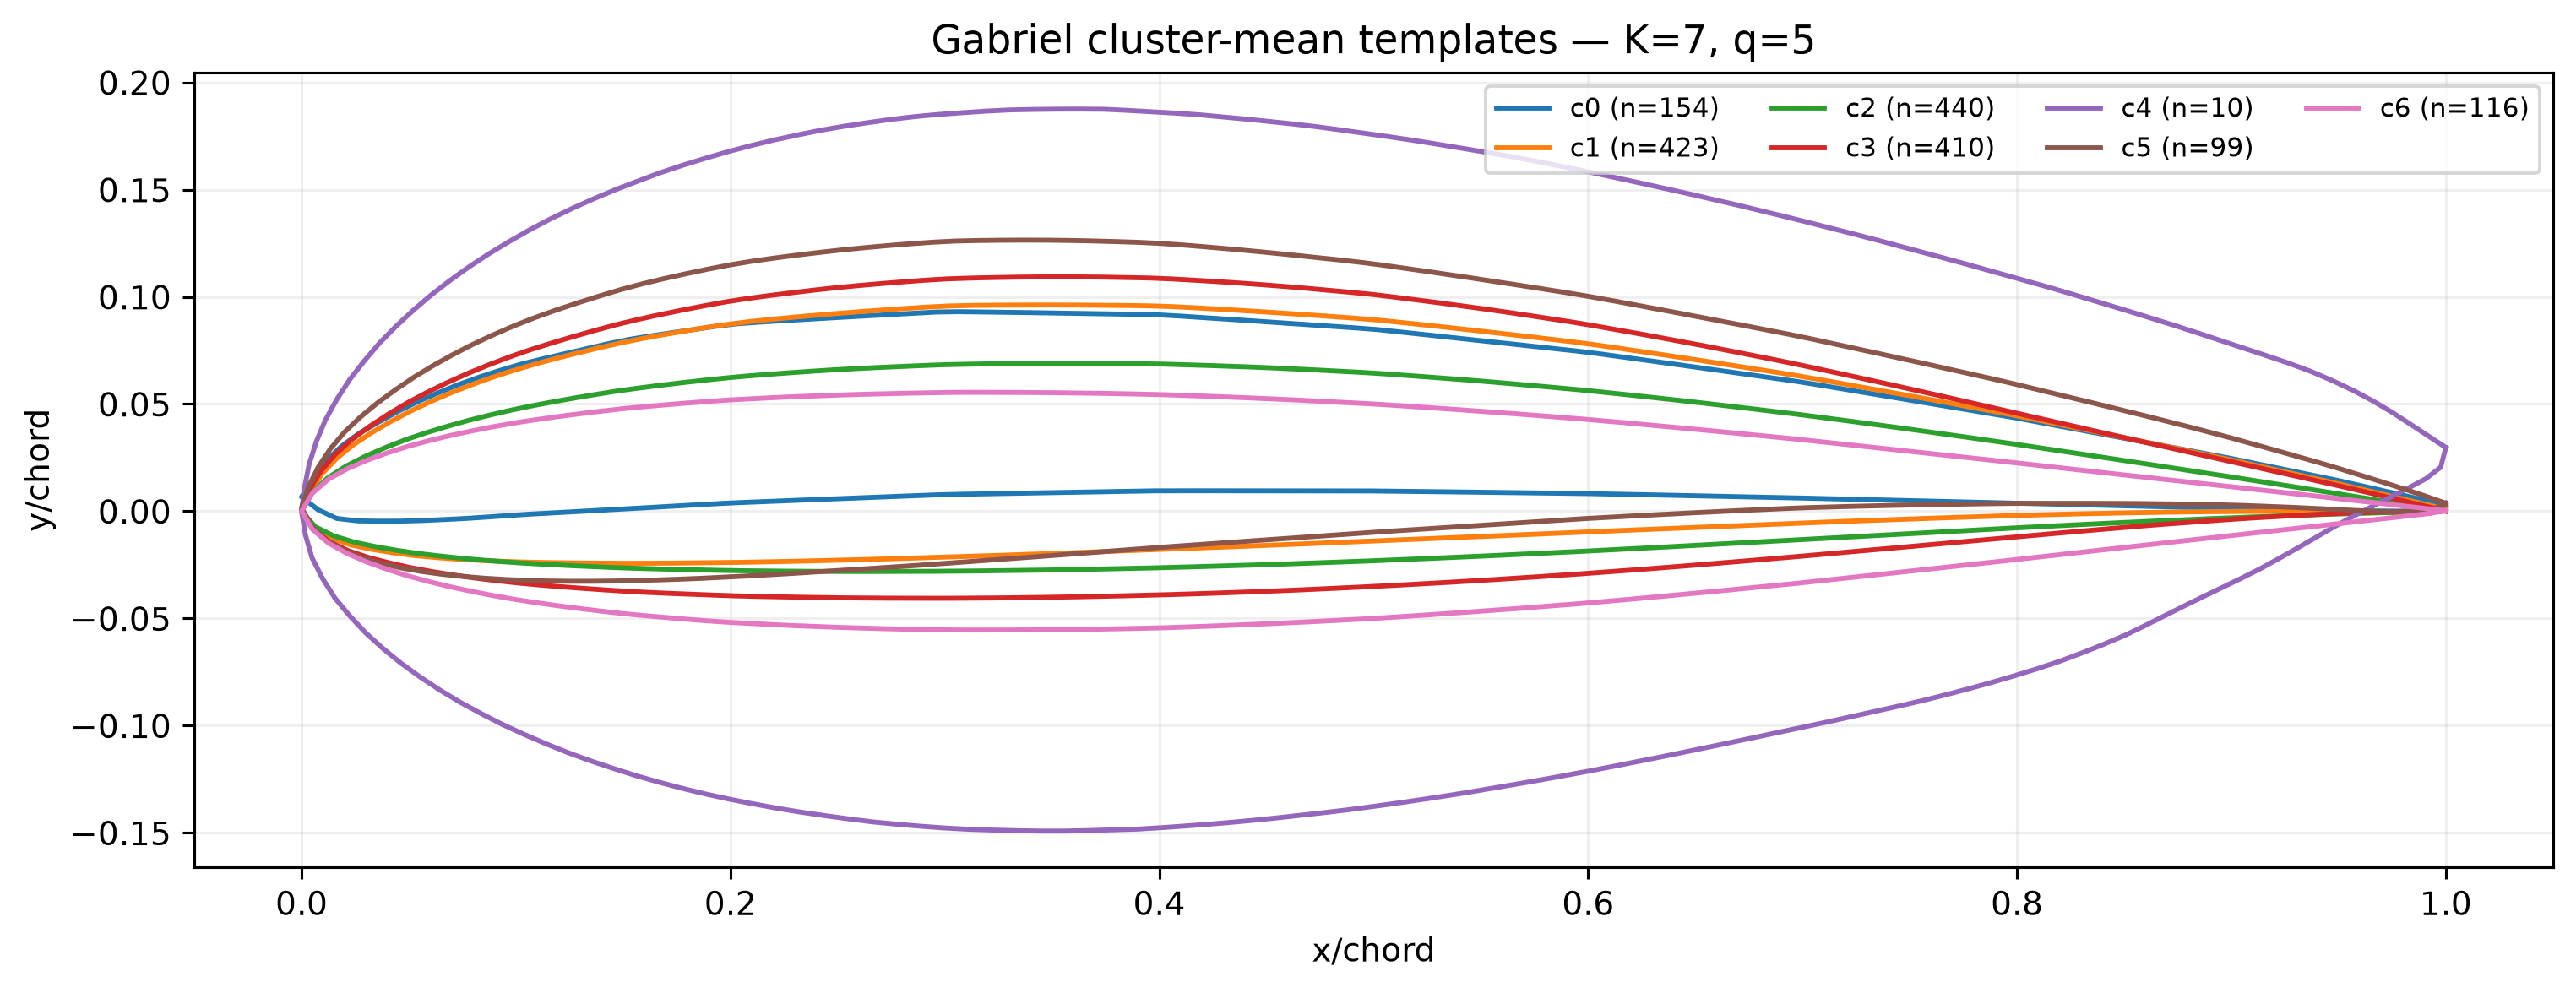 Gabriel cluster-mean templates — K=7, q=5
c0 (n=154) c2 (n=440) c4 (n=10) c6 (n=116)
c1 (n=423) c3 (n=410) c5 (n=99)
0.20
0.15
0.10
0.05
0.00
−0.05
−0.10
−0.15
y/chord
0.0 0.2 0.4 0.6 0.8 1.0
x/chord